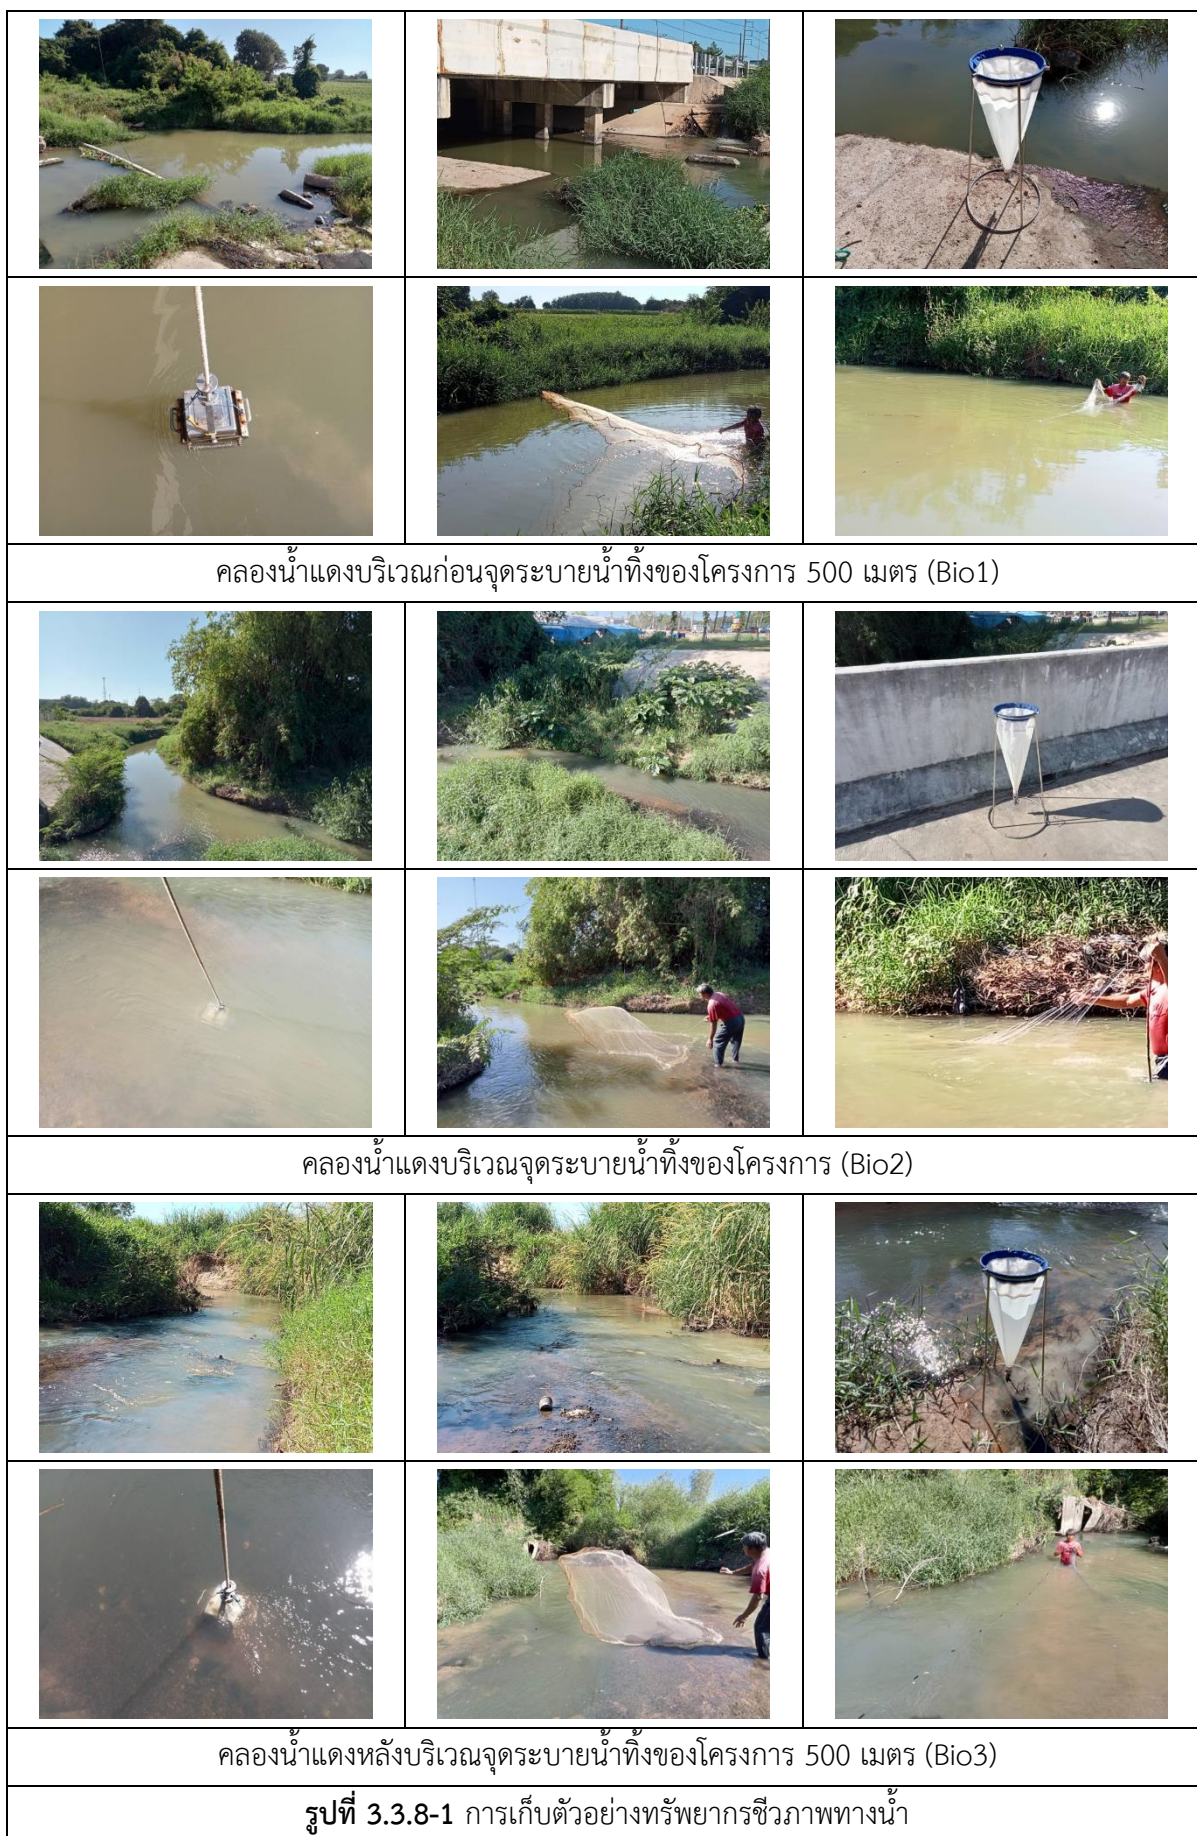 คลองน้ำแดงบริเวณก่อนจุดระบายน้ำทิ้งของโครงการ 500 เมตร (Bio1)
คลองน้ำแดงบริเวณจุดระบายน้ำทิ้งของโครงการ (Bio2)
คลองน้ำแดงหลังบริเวณจุดระบายน้ำทิ้งของโครงการ 500 เมตร (Bio3)
รูปที่ 3.3.8-1 การเก็บตัวอย่างทรัพยากรชีวภาพทางน้ำ